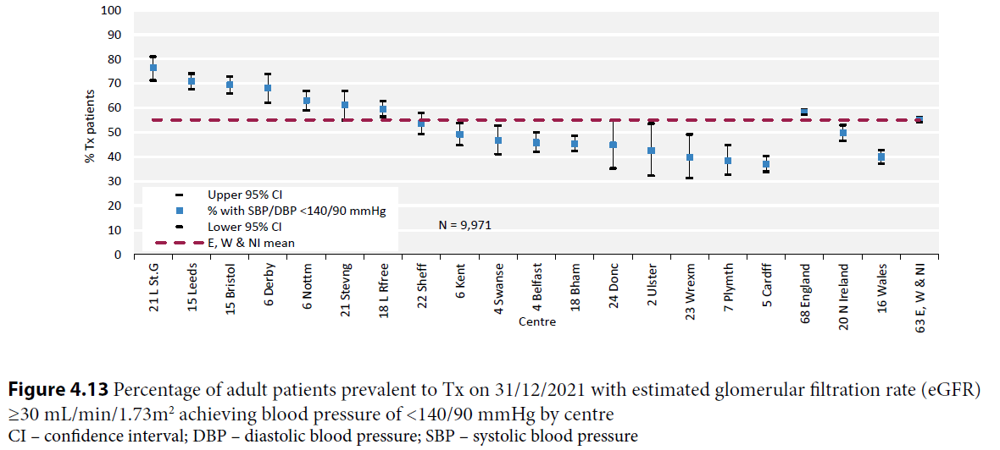 100
90
80
70
60
50
40
30
20
10
0
% Tx patients
Upper 95% CI
% with SBP/DBP <140/90 mmHg
Lower 95% CI
E, W & NI mean
N = 9,971
21 L St.G
15 Leeds
15 Bristol
6 Derby
6 Nottm
21 Stevng
18 L Rfree
22 Sheff
6 Kent
4 Swanse
4 Belfast
18 Bham
24 Donc
2 Ulster
23 Wrexm
7 Plymth
5 Cardff
68 England
20 N Ireland
16 Wales
63 E, W & NI
Centre
Figure 4.13 Percentage of adult patients prevalent to Tx on 31/12/2021 with estimated glomerular filtration rate (eGFR)
≥30 mL/min/1.73m² achieving blood pressure of <140/90 mmHg by centre
CI – confidence interval; DBP – diastolic blood pressure; SBP – systolic blood pressure